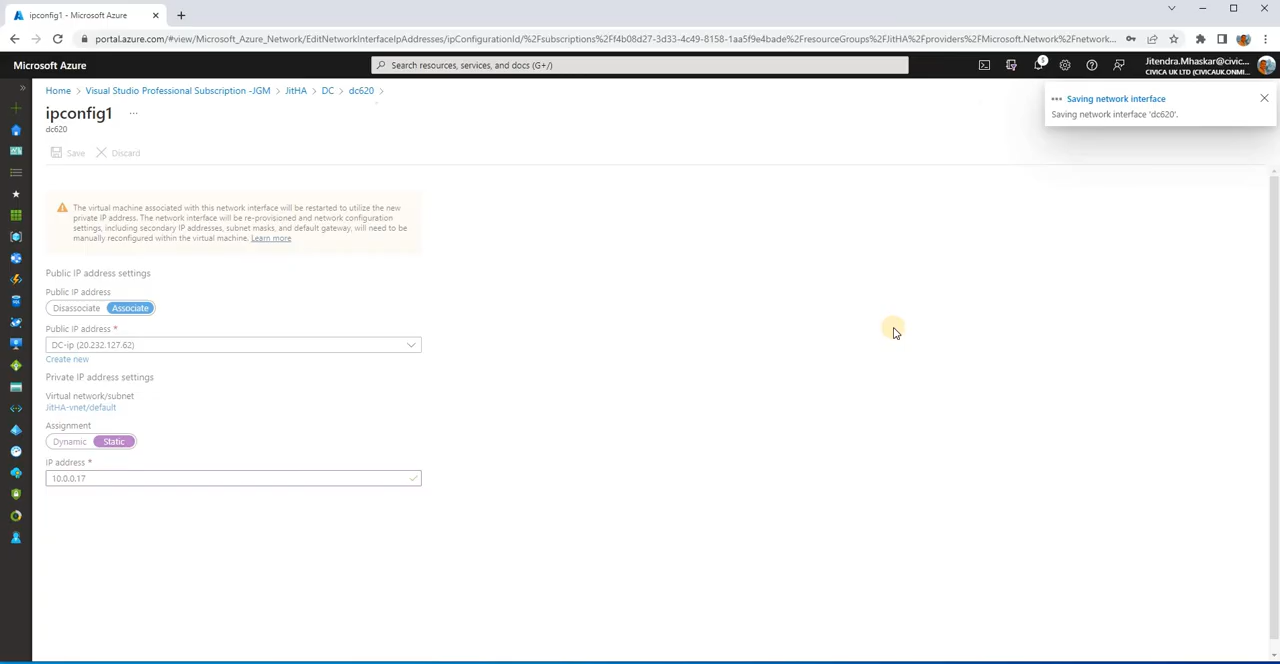 ipconfig1 - Microsoft Azure
portal.azure.com/#view/Microsoft_Azure_Network/EditNetworkInterfaceIpAddresses/ipConfigurationId/%2Fsubscriptions%2Ff4b08d27-3d33-4c49-8158-1aa5f9e4bade%2FresourceGroups%2FJitHA%2Fproviders%2FMicrosoft.Network%2Fnetwork...
Microsoft Azure
Search resources, services, and docs (G+/)
1
Jitendra.Mhaskar@civic...
CIVICA UK LTD (CIVICAUK.ONMI...
Home > Visual Studio Professional Subscription -JGM > JitHA > DC > dc620 >
ipconfig1 ...
dc620
Saving network interface
Saving network interface 'dc620'.
Save Discard
The virtual machine associated with this network interface will be restarted to utilize the new
private IP address. The network interface will be re-provisioned and network configuration
settings, including secondary IP addresses, subnet masks, and default gateway, will need to be
manually reconfigured within the virtual machine. Learn more
Public IP address settings
Public IP address
Disassociate Associate
Public IP address *
DC-ip (20.232.127.62)
Create new
Private IP address settings
Virtual network/subnet
JitHA-vnet/default
Assignment
Dynamic Static
IP address *
10.0.0.17